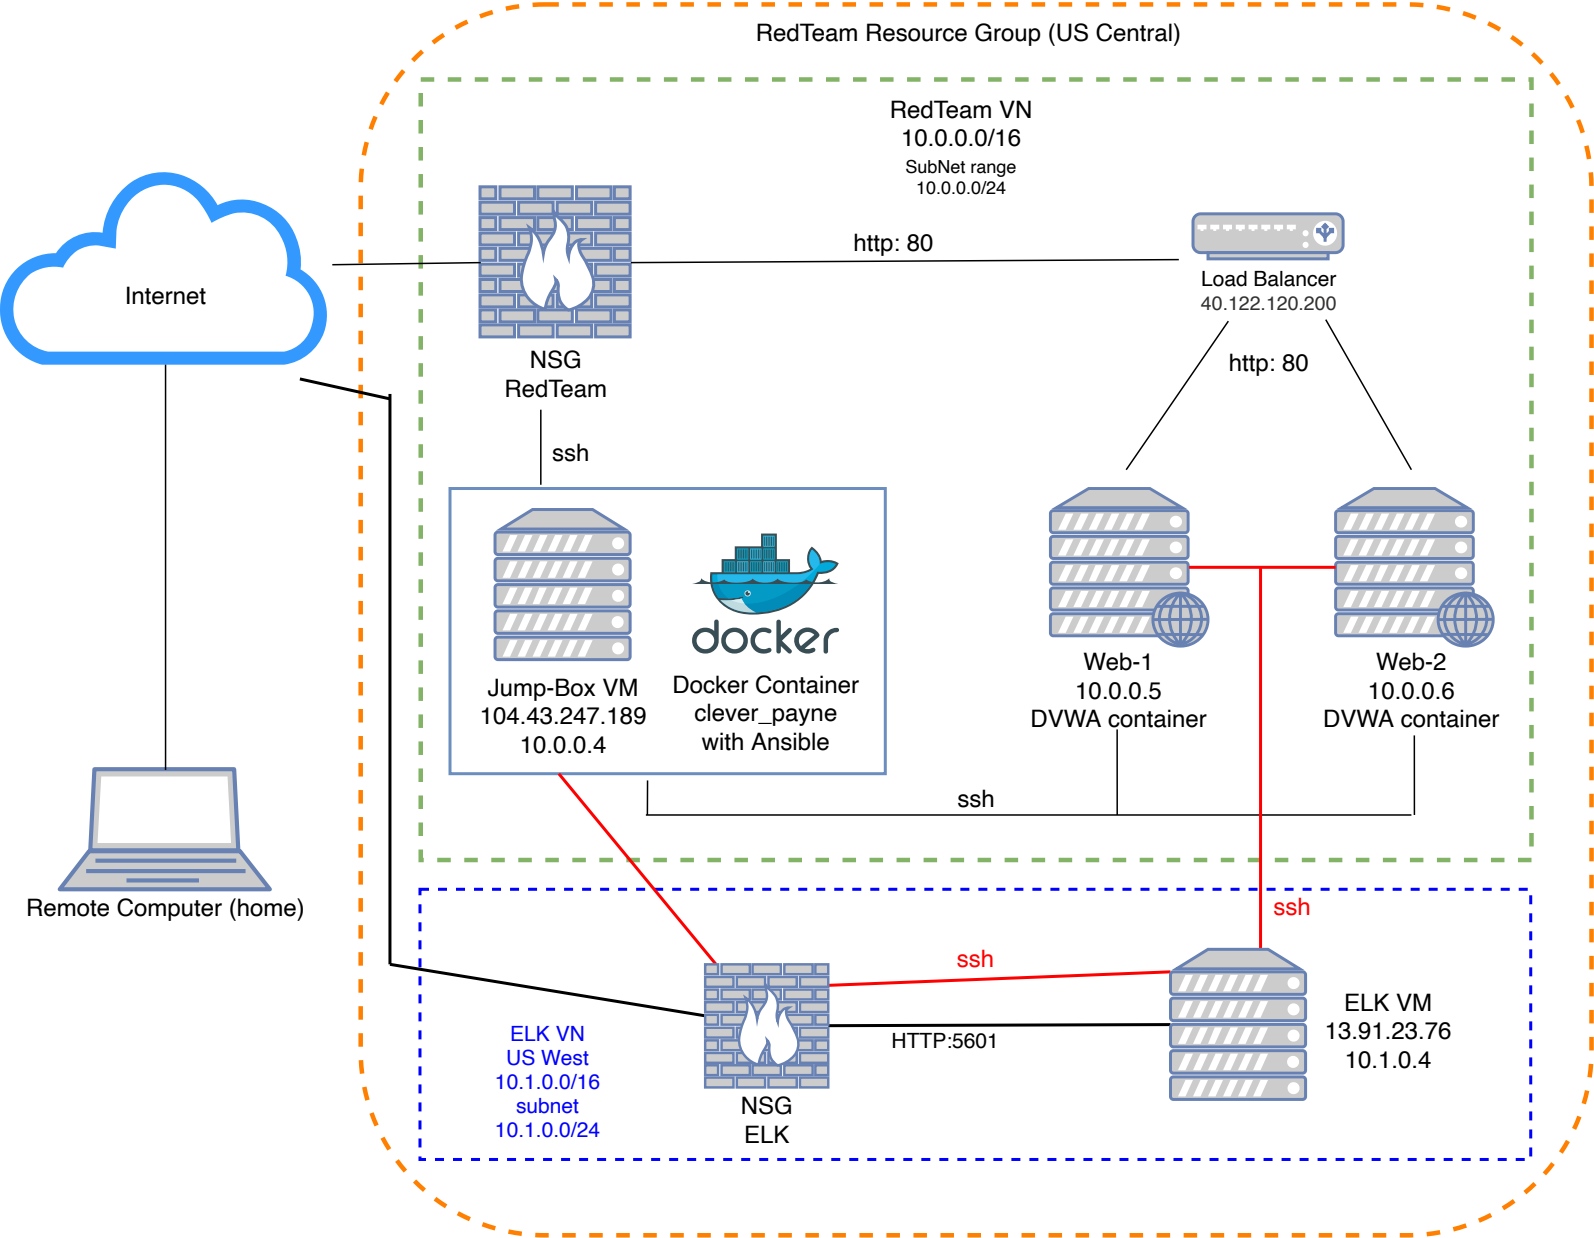 RedTeam Resource Group (US Central)
RedTeam VN
10.0.0.0/16
SubNet range
10.0.0.0/24
http: 80
Internet
Load Balancer
40.122.120.200
NSG
RedTeam
http: 80
ssh
docker
Jump-Box VM
104.43.247.189
10.0.0.4
Docker Container
clever_payne
with Ansible
Web-1
10.0.0.5
DVWA container
Web-2
10.0.0.6
DVWA container
ssh
Remote Computer (home)
ssh
ssh
ELK VN
US West
10.1.0.0/16
subnet
10.1.0.0/24
HTTP:5601
ELK VM
13.91.23.76
10.1.0.4
NSG
ELK